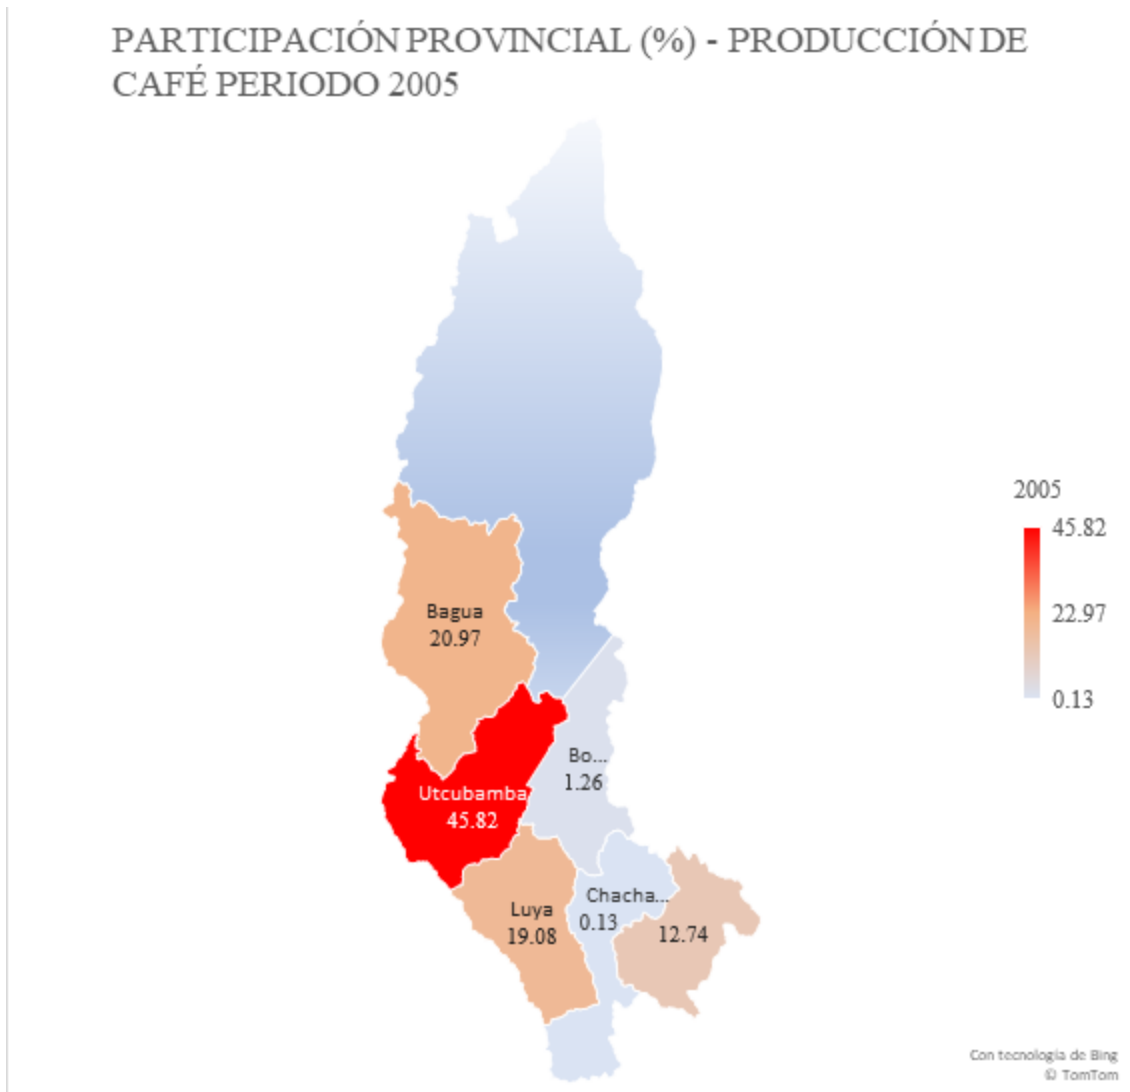 PARTICIPACIÓN PROVINCIAL (%) - PRODUCCIÓN DE
CAFÉ PERIODO 2005
2005
45.82
22.97
0.13
Bagua
20.97
Bo...
1.26
Utcubamba
45.82
Luya
19.08
Chacha...
0.13
12.74
Con tecnología de Bing
© TomTom